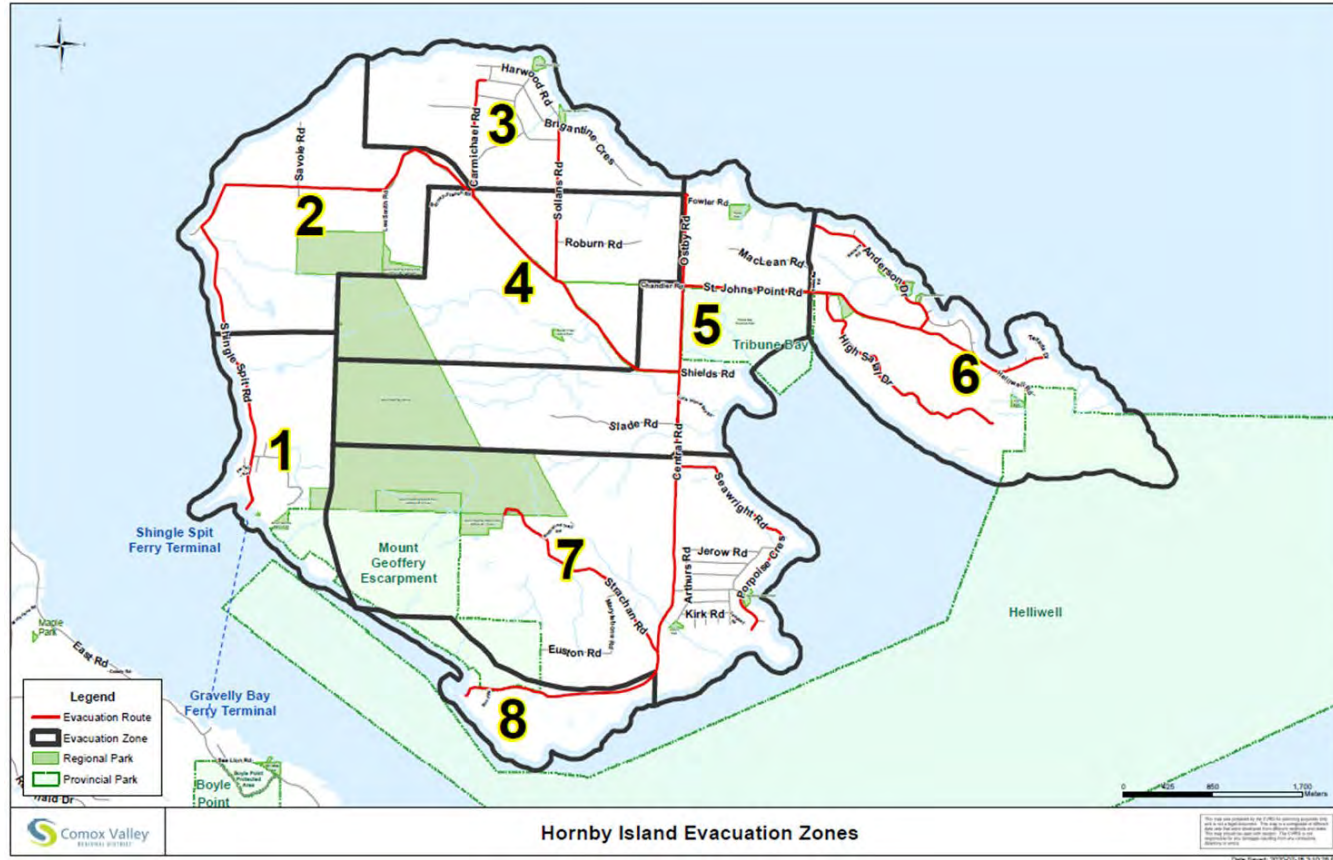 Harwood Rd
Brigantine Cres
3
Carmichael Rd
Savoie Rd
2
Sollans Rd
Fowler Rd
Ostby Rd
Roburn Rd
MacLean Rd
Anderson Dr
4
Chandler Rd
St. Johns Point Rd
5
Tribune Bay
High Salal Dr
6
Helliwell Rd
Shingle Spit Rd
Shields Rd
Slade Rd
Central Rd
1
Seawright Rd
Shingle Spit
Ferry Terminal
Mount
Geoffery
Escarpment
7
Jerow Rd
Arthurs Rd
Porpoise Cres
Strachan Rd
Kirk Rd
Helliwell
Maple
Park
East Rd
Euston Rd
8
Gravelly Bay
Ferry Terminal
Legend
Evacuation Route
Evacuation Zone
Regional Park
Provincial Park
Boyle Point
Protected
Area
Boyle
Point
0 425 850 1,700
Meters
Comox Valley
REGIONAL DISTRICT
Hornby Island Evacuation Zones